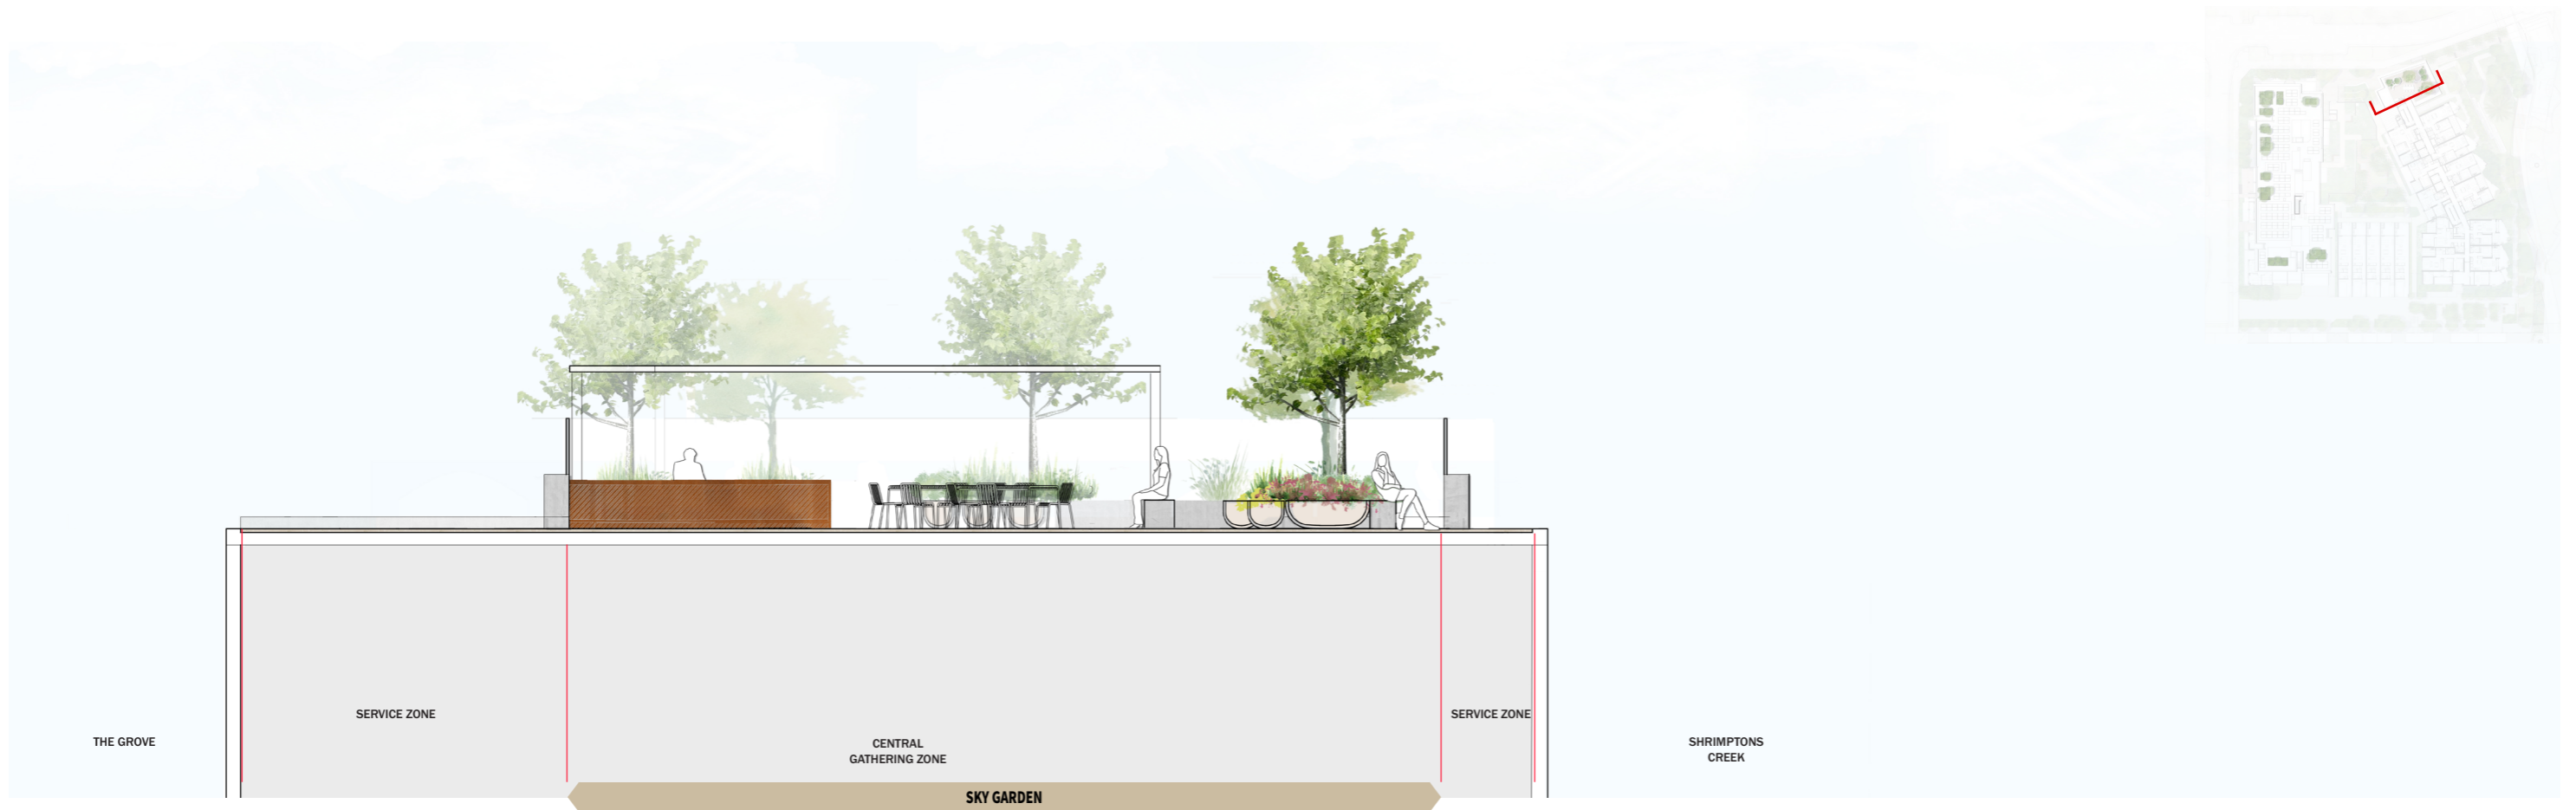 SERVICE ZONE
SERVICE ZONE
THE GROVE
CENTRAL
GATHERING ZONE
SHRIMPTONS
CREEK
SKY GARDEN